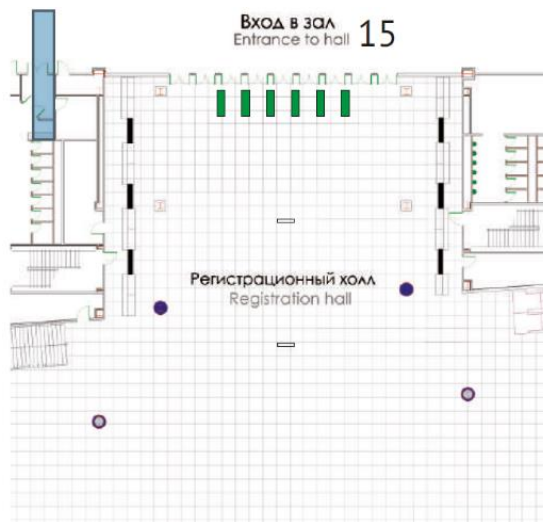 Вход в зал
Entrance to hall 15
Регистрационный холл
Registration hall